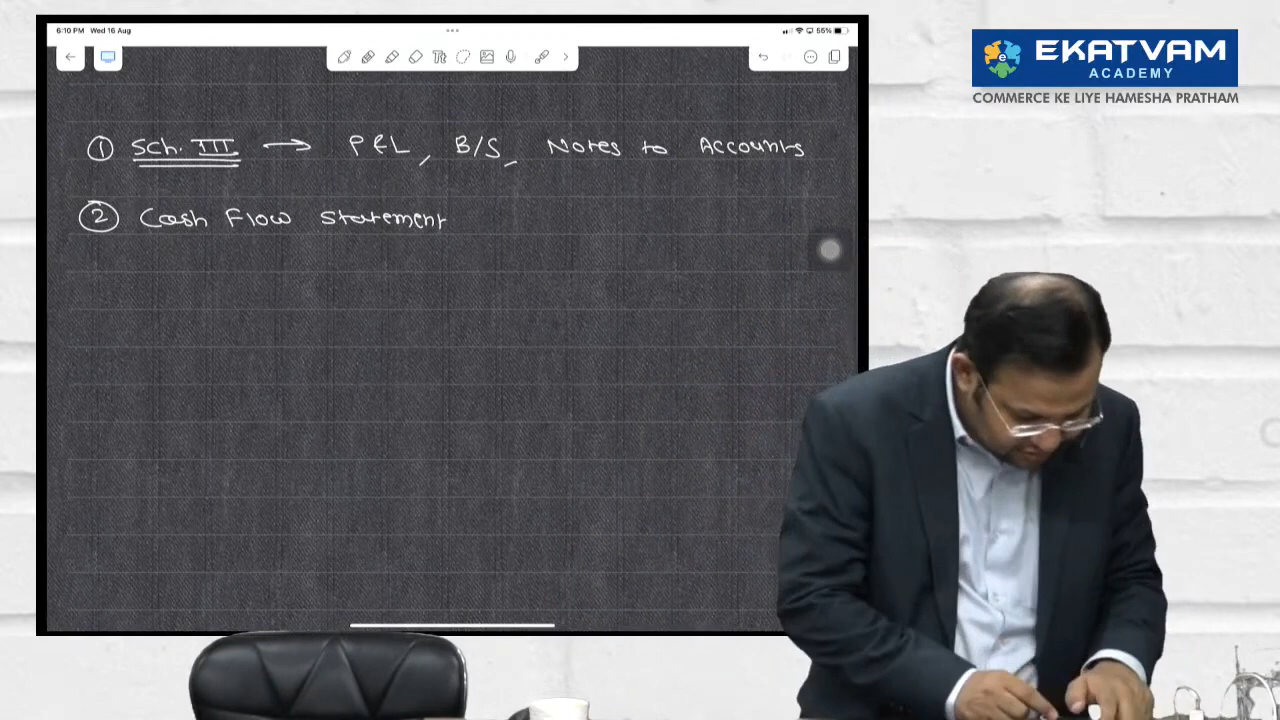 6:10 PM Wed 16 Aug
55%
EKATVAM
ACADEMY
COMMERCE KE LIYE HAMESHA PRATHAM
① Sch. III → P&L, B/S, Notes to Accounts
② Cash Flow Statement